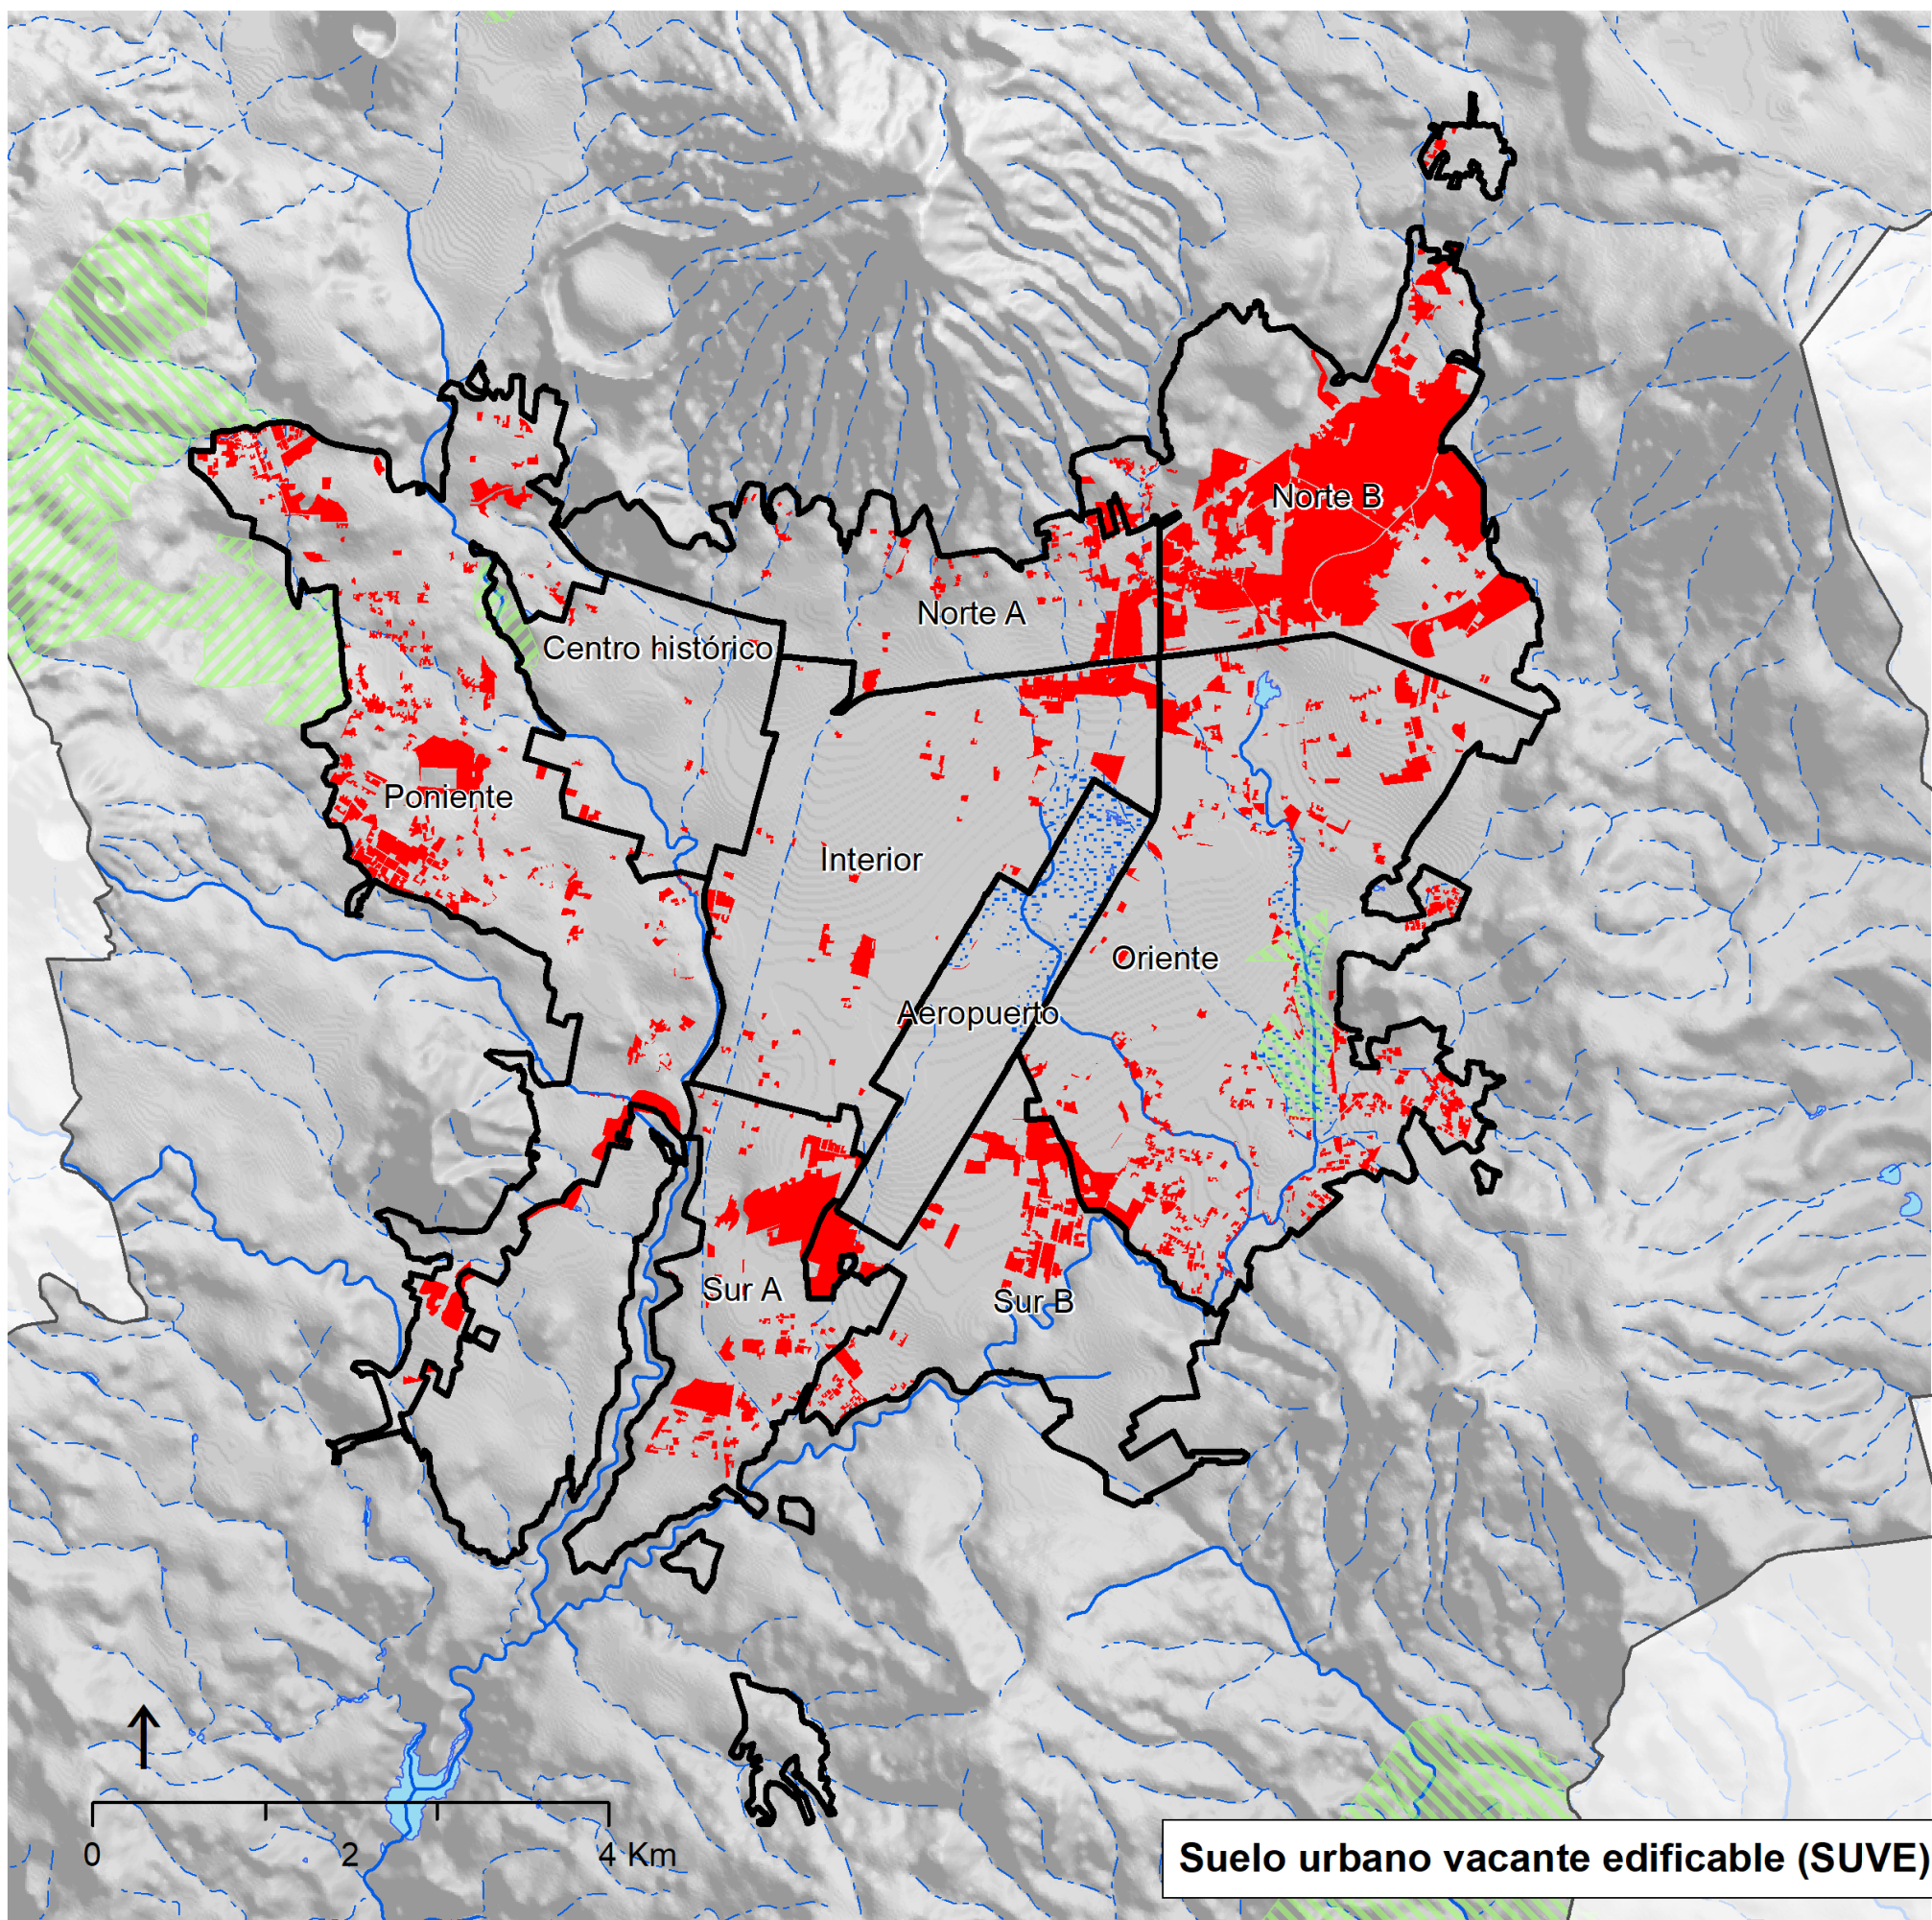 Norte B
Norte A
Centro histórico
Poniente
Interior
Oriente
Aeropuerto
Sur A
Sur B
0 2 4 Km
Suelo urbano vacante edificable (SUVE)